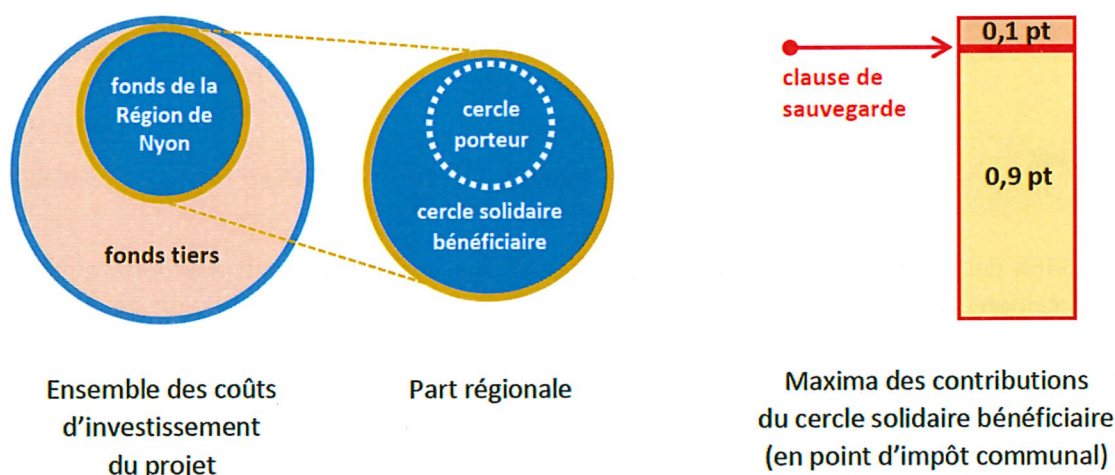 fonds de la
Région de
Nyon
fonds tiers
cercle
porteur
cercle solidaire
bénéficiaire
clause de
sauvegarde
0,1 pt
0,9 pt
Ensemble des coûts
d'investissement
du projet
Part régionale
Maxima des contributions
du cercle solidaire bénéficiaire
(en point d'impôt communal)